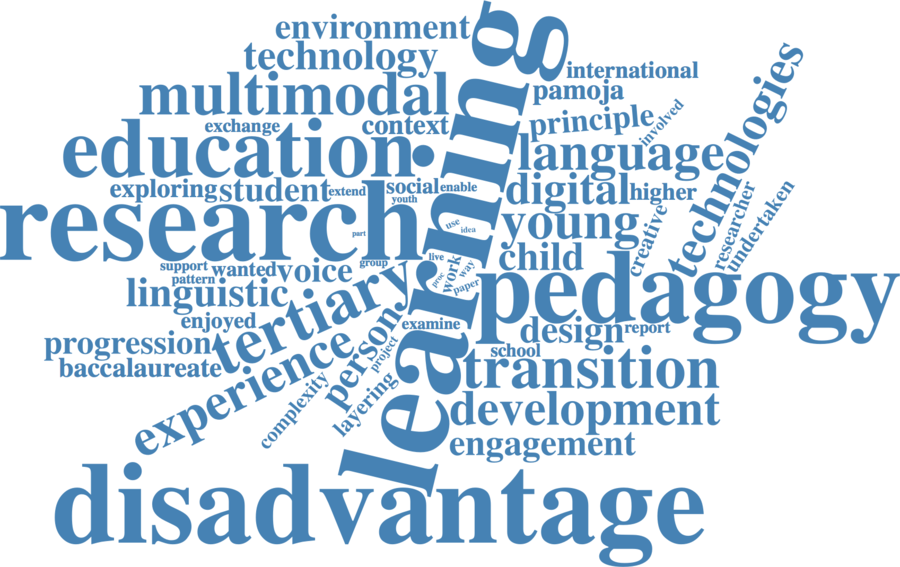 environment
technology
international
multimodal
pamoja
exchange
context
principle
involved
education
learning
language
technologies
exploring
student
extend
social
enable
youth
digital
higher
research
part
use
idea
young
creative
researcher
undertaken
child
support
wanted
voice
group
live
work
way
pattern
proc
paper
linguistic
tertiary
pedagogy
enjoyed
examine
design
report
progression
person
project
school
baccalaureate
experience
transition
complexity
layering
development
engagement
disadvantage